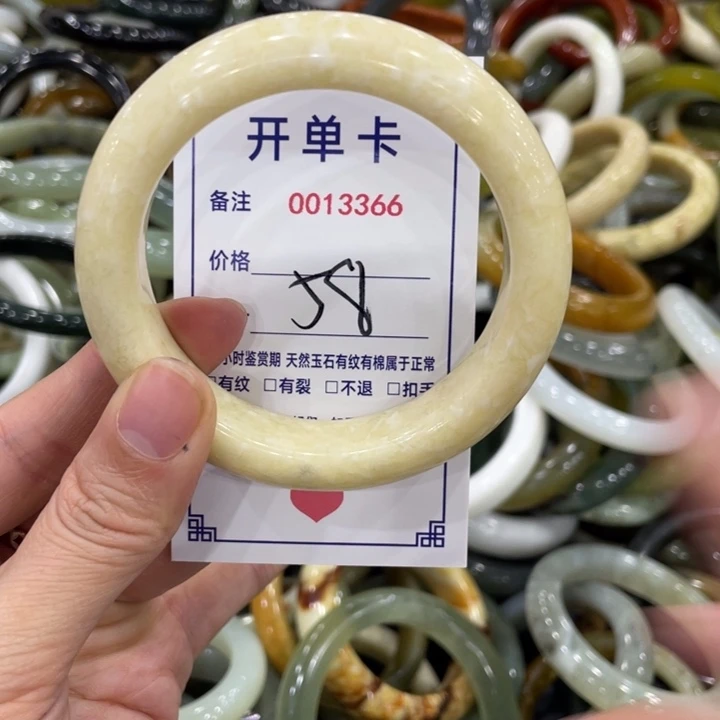 开单卡
备注 0013366
价格
58
小时鉴赏期 天然玉石有纹有棉属于正常
有纹 □有裂 □不退 □扣手